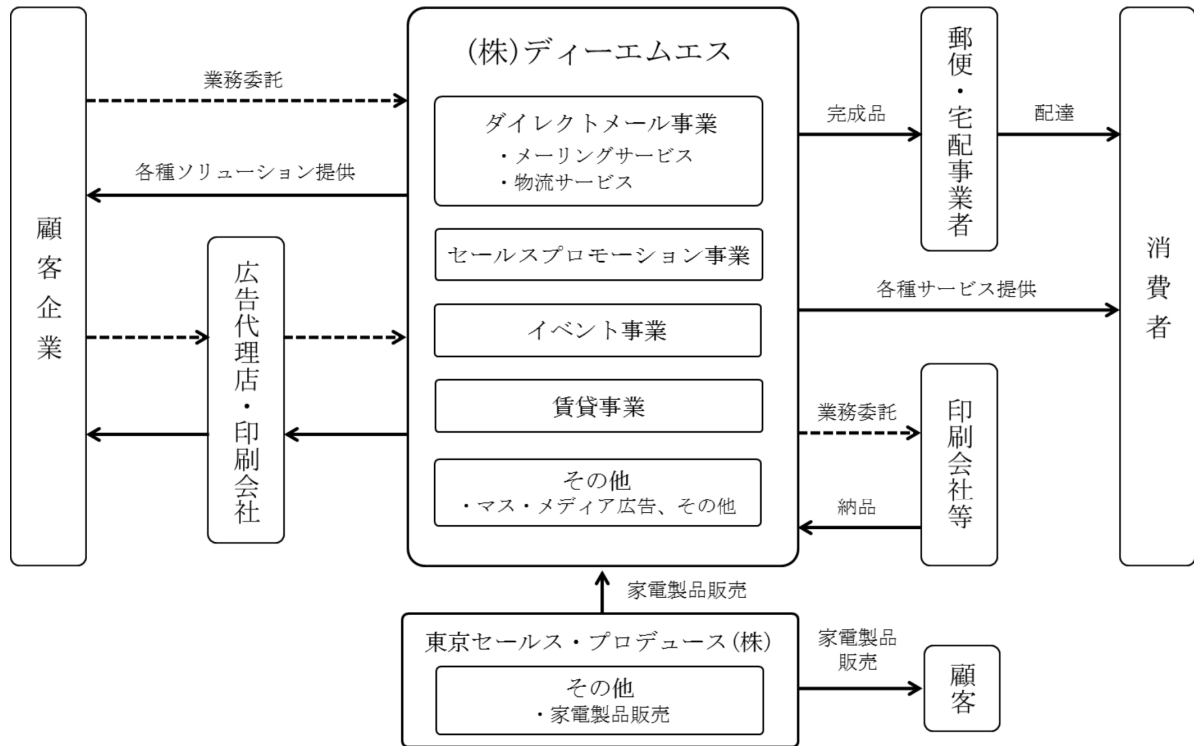 (株)ディーエムエス
業務委託
ダイレクトメール事業
・メーリングサービス
・物流サービス
各種ソリューション提供
顧客企業
広告代理店・印刷会社
セールスプロモーション事業
イベント事業
賃貸事業
その他
・マス・メディア広告、その他
完成品
郵便・宅配事業者
配達
消費者
各種サービス提供
業務委託
印刷会社等
納品
家電製品販売
東京セールス・プロデュース(株)
その他
・家電製品販売
家電製品
販売
顧客